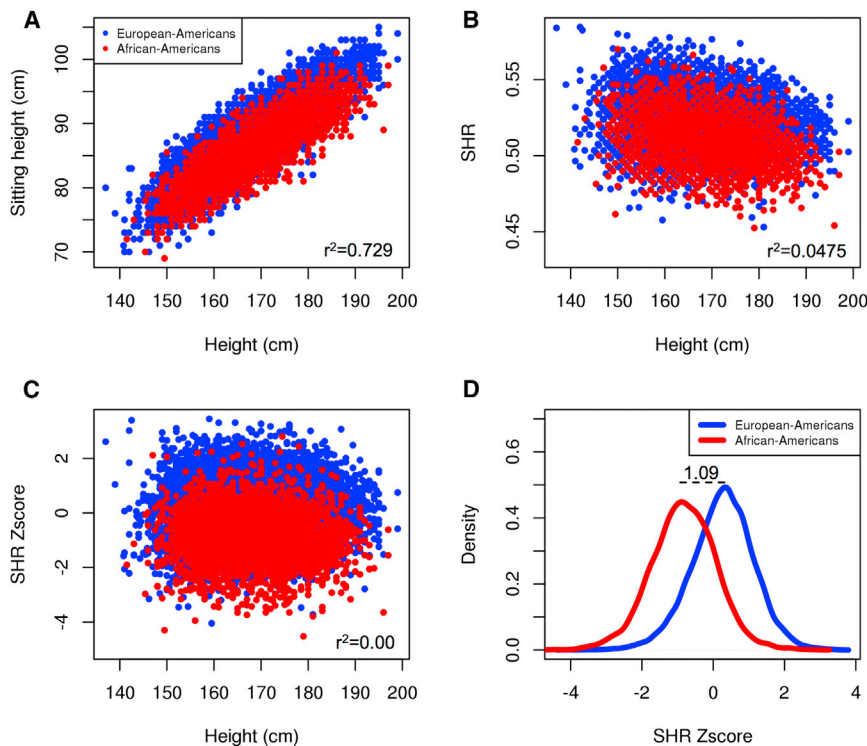 A
European-Americans
African-Americans
Sitting height (cm)
100
90
80
70
r²=0.729
140 150 160 170 180 190 200
Height (cm)
B
SHR
0.55
0.50
0.45
r²=0.0475
140 150 160 170 180 190 200
Height (cm)
C
SHR Zscore
2
0
-2
-4
r²=0.00
140 150 160 170 180 190 200
Height (cm)
D
European-Americans
African-Americans
1.09
Density
0.6
0.4
0.2
0.0
-4 -2 0 2 4
SHR Zscore